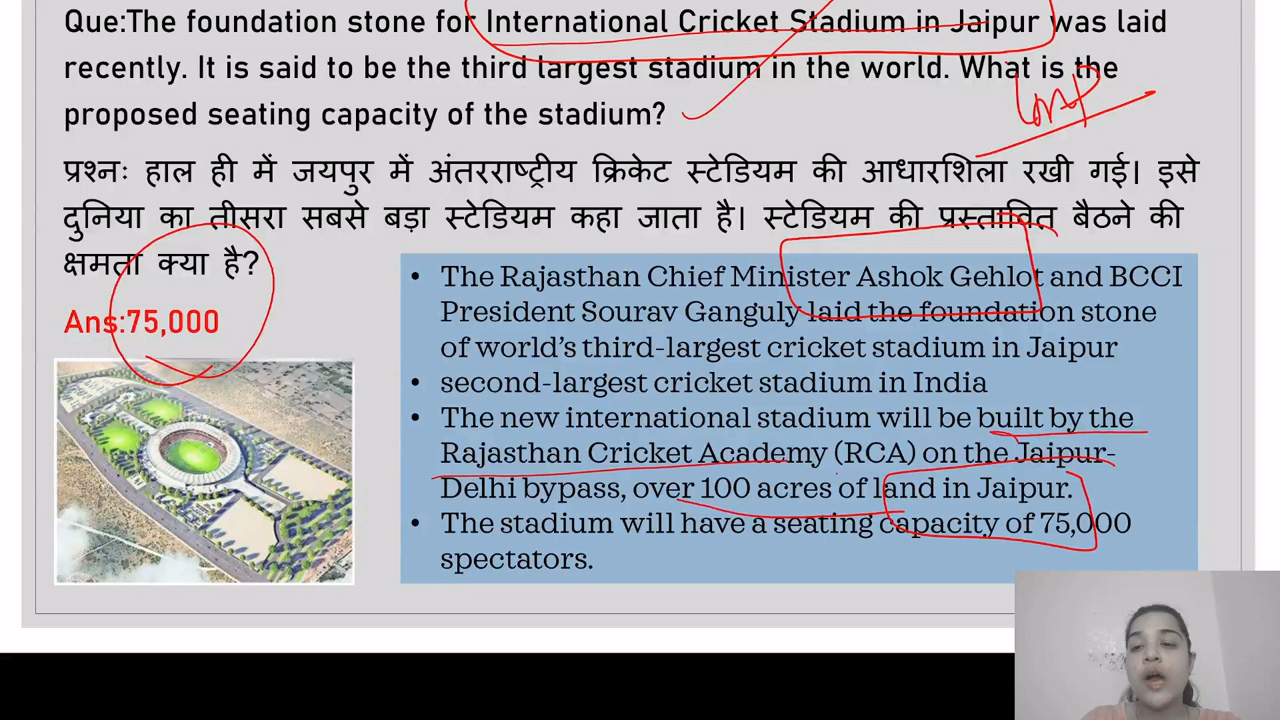 Que:The foundation stone for International Cricket Stadium in Jaipur was laid
recently. It is said to be the third largest stadium in the world. What is the
proposed seating capacity of the stadium?
Imp
प्रश्नः हाल ही में जयपुर में अंतरराष्ट्रीय क्रिकेट स्टेडियम की आधारशिला रखी गई। इसे
दुनिया का तीसरा सबसे बड़ा स्टेडियम कहा जाता है। स्टेडियम की प्रस्तावित बैठने की
क्षमता क्या है?
Ans:75,000
• The Rajasthan Chief Minister Ashok Gehlot and BCCI
President Sourav Ganguly laid the foundation stone
of world's third-largest cricket stadium in Jaipur
• second-largest cricket stadium in India
• The new international stadium will be built by the
Rajasthan Cricket Academy (RCA) on the Jaipur-
Delhi bypass, over 100 acres of land in Jaipur.
• The stadium will have a seating capacity of 75,000
spectators.